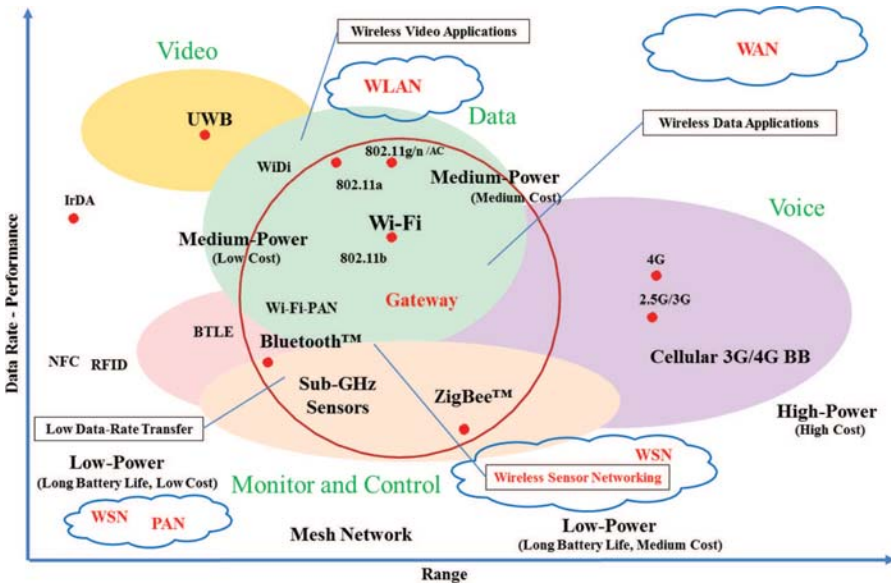 Wireless Video Applications
WAN
Video
WLAN
UWB
Data
Wireless Data Applications
802.11g/n /AC
WiDi
Medium-Power
(Medium Cost)
802.11a
IrDA
Wi-Fi
Voice
Medium-Power
(Low Cost)
802.11b
4G
2.5G/3G
Wi-Fi-PAN
Gateway
BTLE
Bluetooth™
NFC
RFID
Cellular 3G/4G BB
Sub-GHz
Sensors
ZigBee™
High-Power
(High Cost)
Low Data-Rate Transfer
WSN
Low-Power
(Long Battery Life, Low Cost)
Monitor and Control
Wireless Sensor Networking
WSN
PAN
Mesh Network
Low-Power
(Long Battery Life, Medium Cost)
Range
Data Rate - Performance